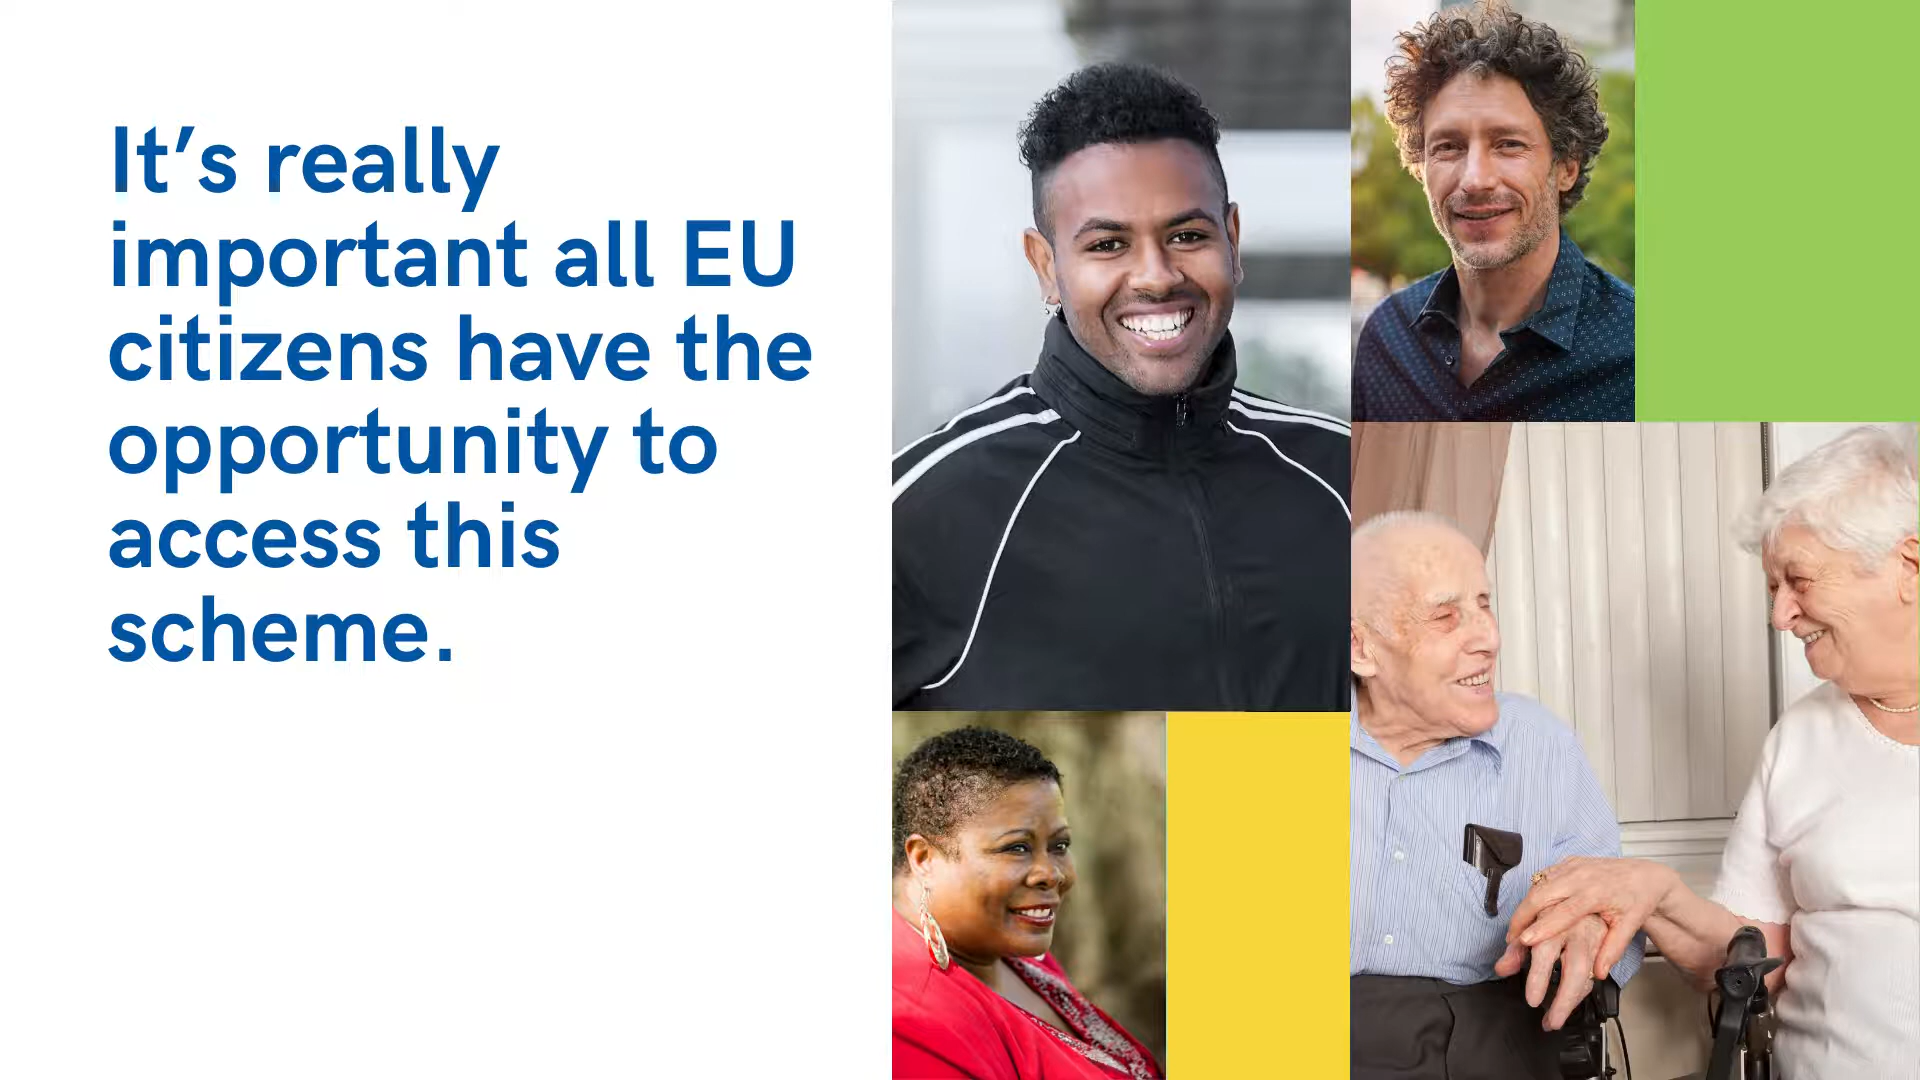 It’s really
important all EU
citizens have the
opportunity to
access this
scheme.